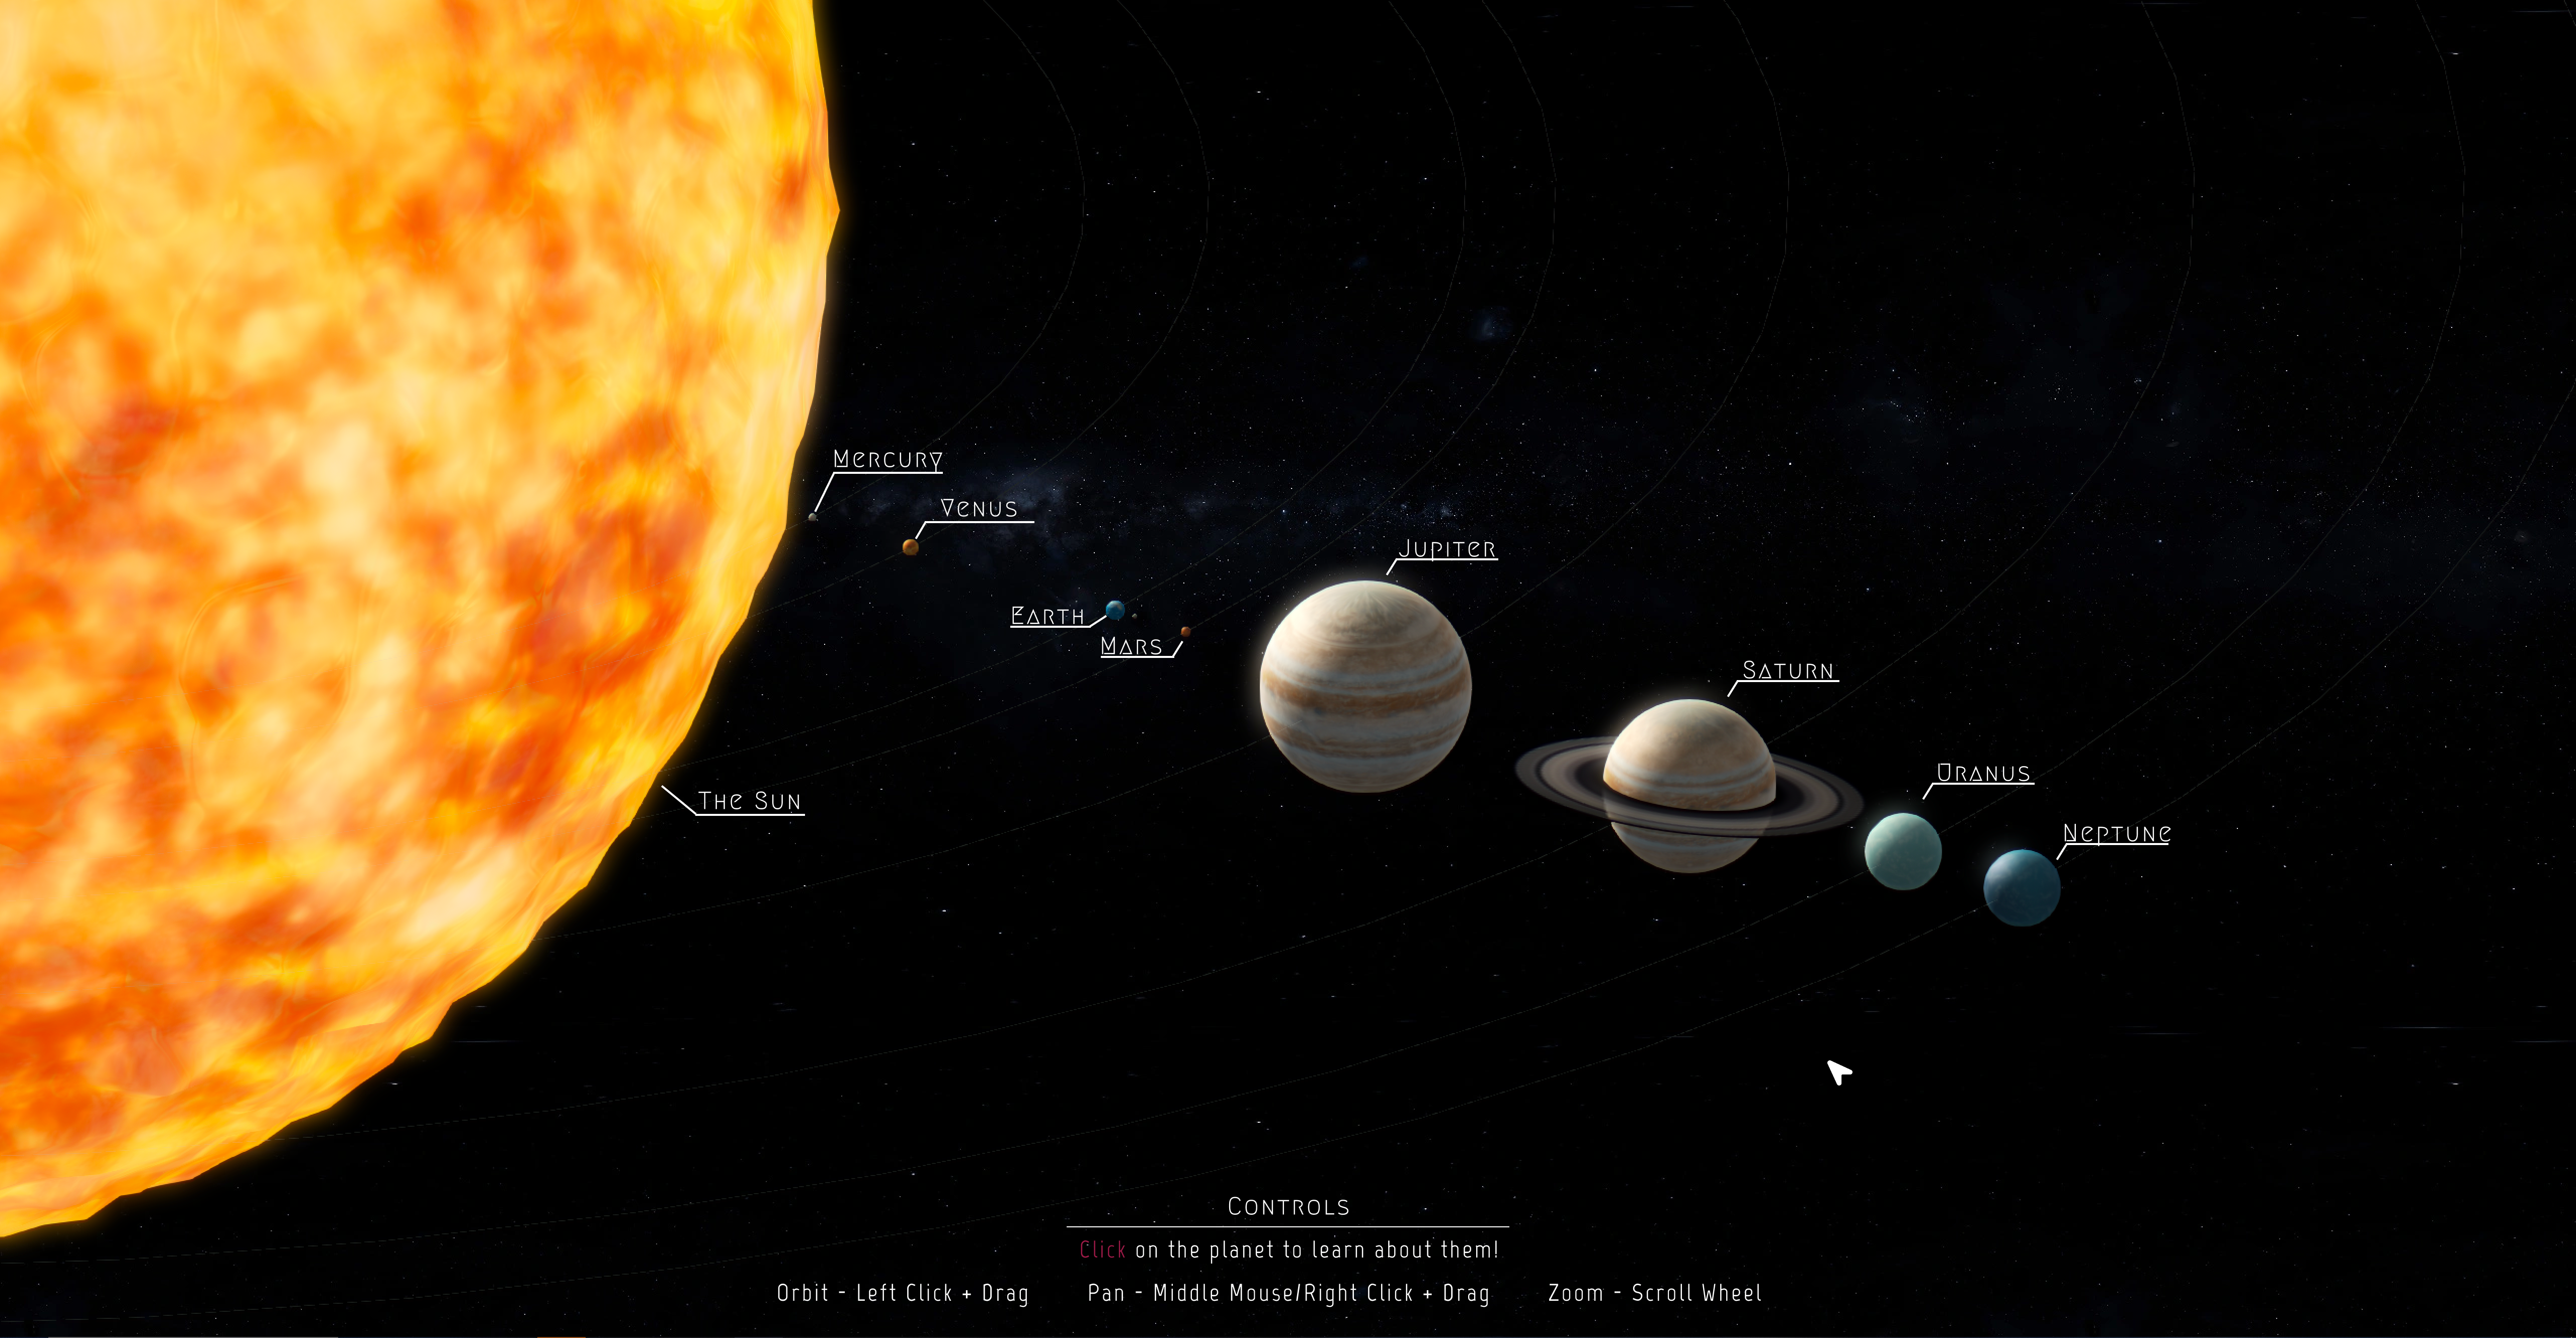 Mercury
Venus
Jupiter
Earth
Mars
Saturn
Uranus
The Sun
Neptune
Controls
Click on the planet to learn about them!
Orbit - Left Click + Drag
Pan - Middle Mouse/Right Click + Drag
Zoom - Scroll Wheel